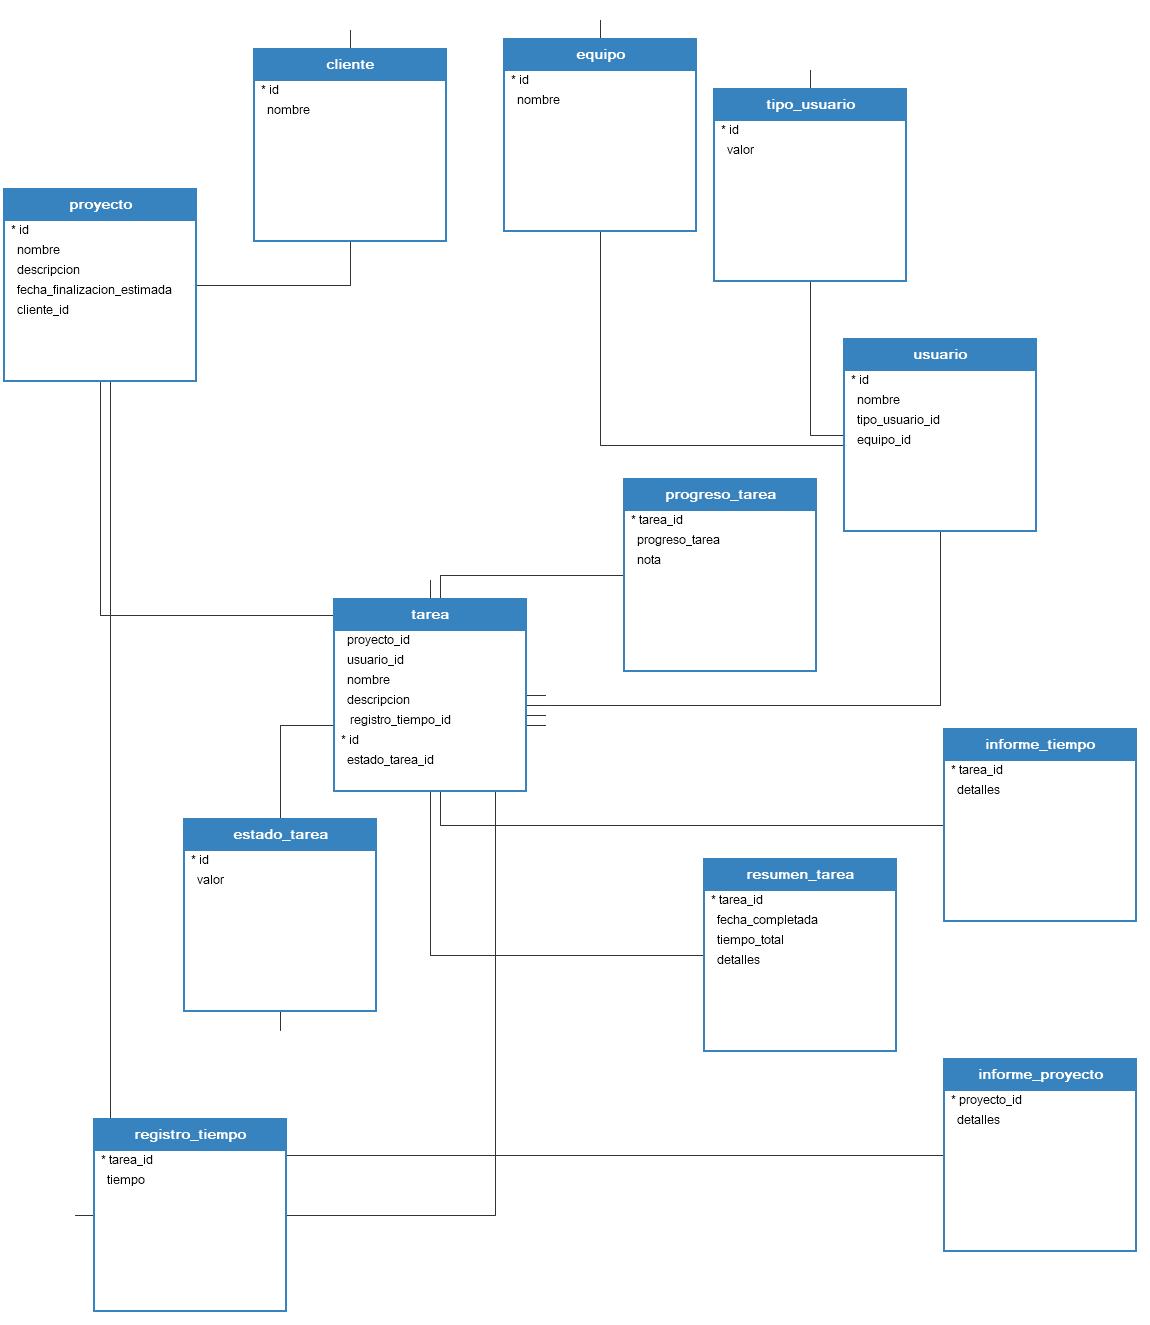 cliente
* id
nombre
equipo
* id
nombre
tipo_usuario
* id
valor
proyecto
* id
nombre
descripcion
fecha_finalizacion_estimada
cliente_id
usuario
* id
nombre
tipo_usuario_id
equipo_id
progreso_tarea
* tarea_id
progreso_tarea
nota
tarea
proyecto_id
usuario_id
nombre
descripcion
registro_tiempo_id
* id
estado_tarea_id
informe_tiempo
* tarea_id
detalles
estado_tarea
* id
valor
resumen_tarea
* tarea_id
fecha_completada
tiempo_total
detalles
informe_proyecto
* proyecto_id
detalles
registro_tiempo
* tarea_id
tiempo